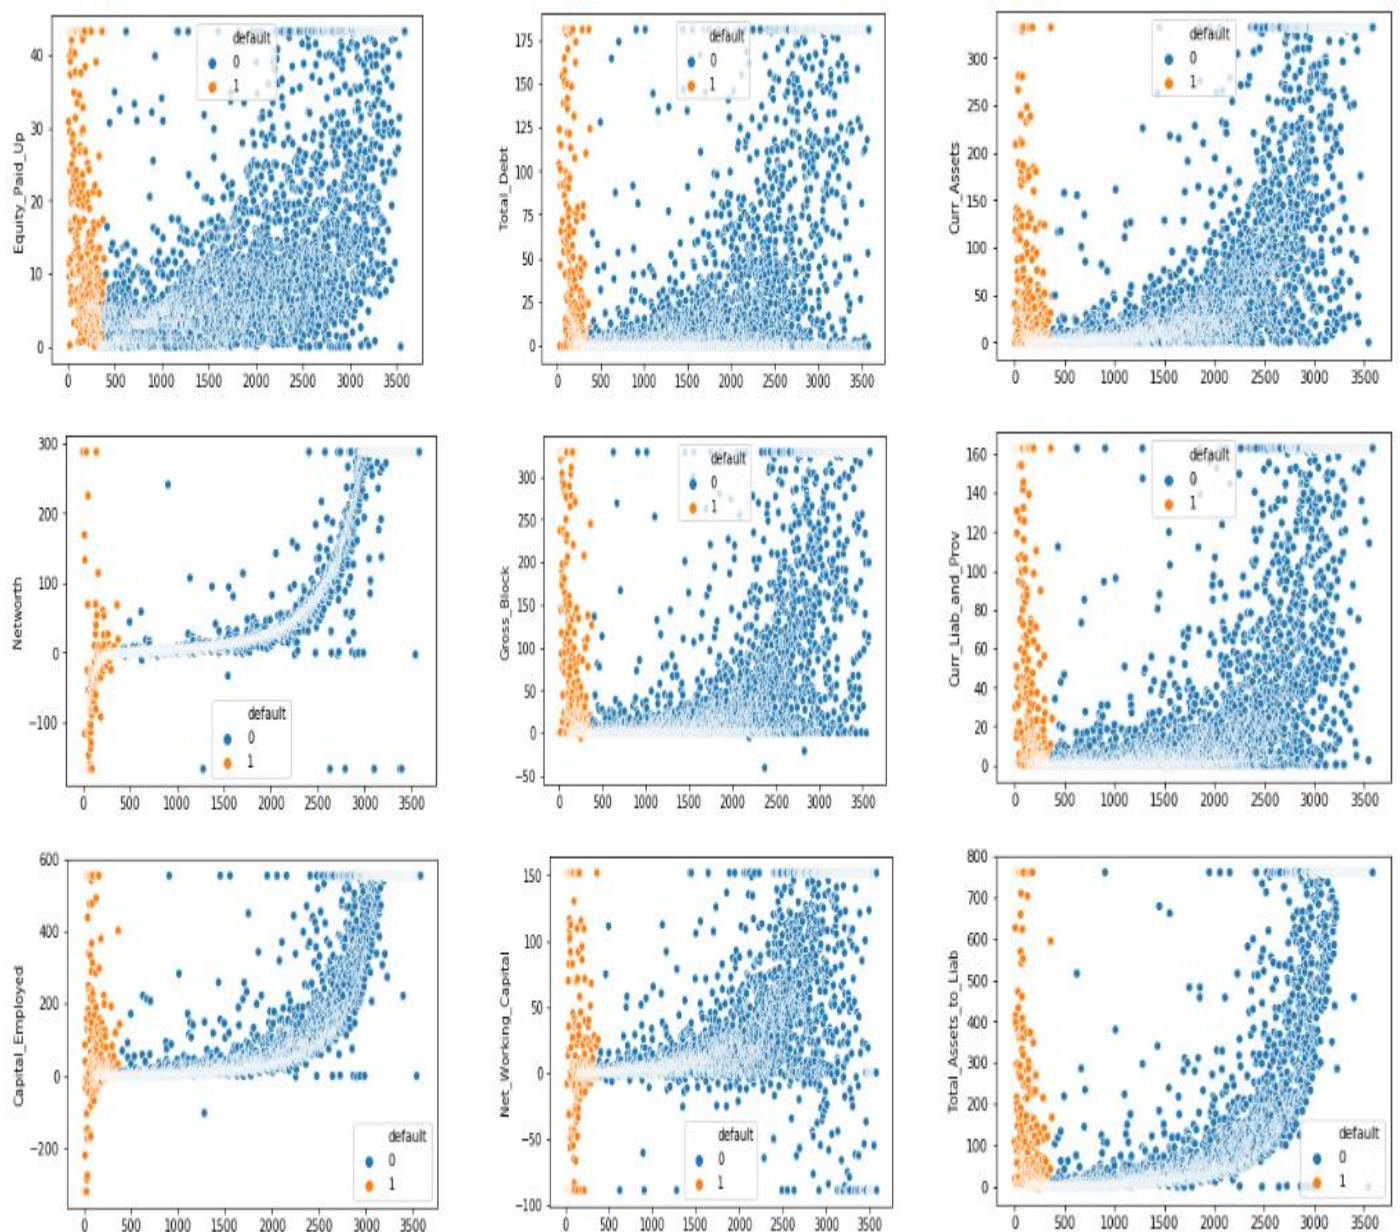 Equity_Paid_Up
40
30
20
10
0
0 500 1000 1500 2000 2500 3000 3500
default
0
1
Total_Debt
175
150
125
100
75
50
25
0
0 500 1000 1500 2000 2500 3000 3500
default
0
1
Curr_Assets
300
250
200
150
100
50
0
0 500 1000 1500 2000 2500 3000 3500
default
0
1
Networth
300
200
100
0
−100
0 500 1000 1500 2000 2500 3000 3500
default
0
1
Gross_Block
300
250
200
150
100
50
0
−50
0 500 1000 1500 2000 2500 3000 3500
default
0
1
Curr_Liab_and_Prov
160
140
120
100
80
60
40
20
0
0 500 1000 1500 2000 2500 3000 3500
default
0
1
Capital_Employed
600
400
200
0
−200
0 500 1000 1500 2000 2500 3000 3500
default
0
1
Net_Working_Capital
150
100
50
0
−50
−100
0 500 1000 1500 2000 2500 3000 3500
default
0
1
Total_Assets_to_Liab
800
700
600
500
400
300
200
100
0
0 500 1000 1500 2000 2500 3000 3500
default
0
1